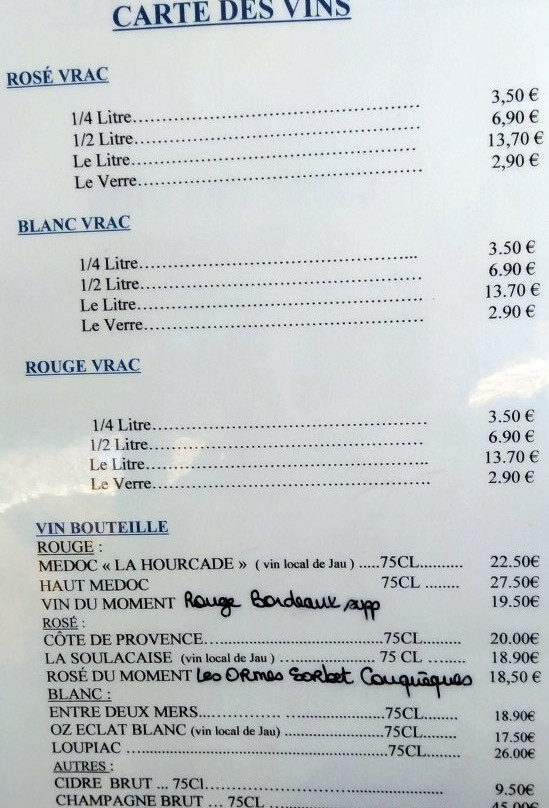 CARTE DES VINS
ROSÉ VRAC
1/4 Litre.......................................................... 3,50 €
1/2 Litre.......................................................... 6,90 €
Le Litre.......................................................... 13,70 €
Le Verre.......................................................... 2,90 €
BLANC VRAC
1/4 Litre.......................................................... 3.50 €
1/2 Litre.......................................................... 6.90 €
Le Litre.......................................................... 13.70 €
Le Verre.......................................................... 2.90 €
ROUGE VRAC
1/4 Litre.......................................................... 3.50 €
1/2 Litre.......................................................... 6.90 €
Le Litre.......................................................... 13.70 €
Le Verre.......................................................... 2.90 €
VIN BOUTEILLE
ROUGE :
MEDOC « LA HOURCADE » ( vin local de Jau ) .....75CL.......... 22.50€
HAUT MEDOC 75CL ........ 27.50€
VIN DU MOMENT Rouge Bordeaux supp 19.50€
ROSÉ :
CÔTE DE PROVENCE.......................................75CL......... 20.00€
LA SOULACAISE (vin local de Jau ) .................... 75 CL ........ 18.90€
ROSÉ DU MOMENT Les ORmes SORbet Couquèques 18,50 €
BLANC :
ENTRE DEUX MERS........................................75CL........ 18.90€
OZ ECLAT BLANC (vin local de Jau) .......................75CL........ 17.50€
LOUPIAC .......................................................75CL........ 26.00€
AUTRES :
CIDRE BRUT ... 75Cl.................................................. 9.50€
CHAMPAGNE BRUT ... 75CL .......................................... 45.00€